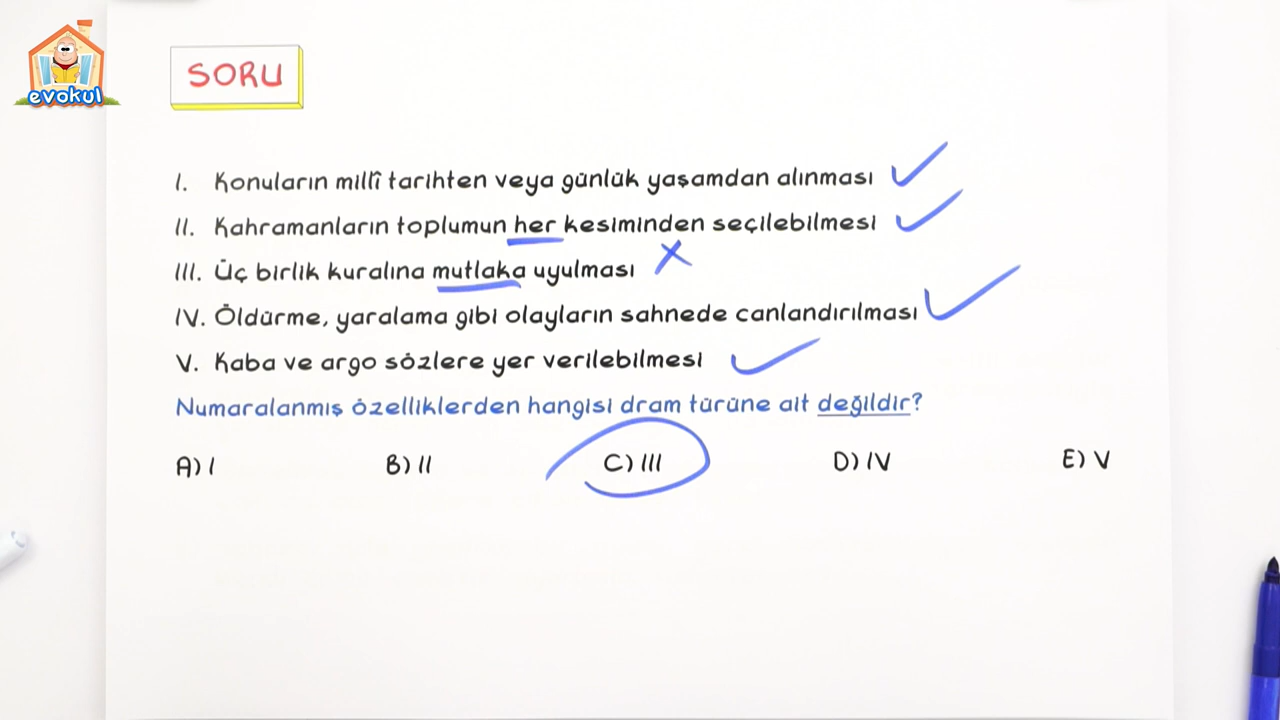 evokul
SORU
I. Konuların millî tarihten veya günlük yaşamdan alınması
II. Kahramanların toplumun her kesiminden seçilebilmesi
III. Üç birlik kuralına mutlaka uyulması
IV. Öldürme, yaralama gibi olayların sahnede canlandırılması
V. Kaba ve argo sözlere yer verilebilmesi
Numaralanmış özelliklerden hangisi dram türüne ait değildir?
A) I B) II C) III D) IV E) V